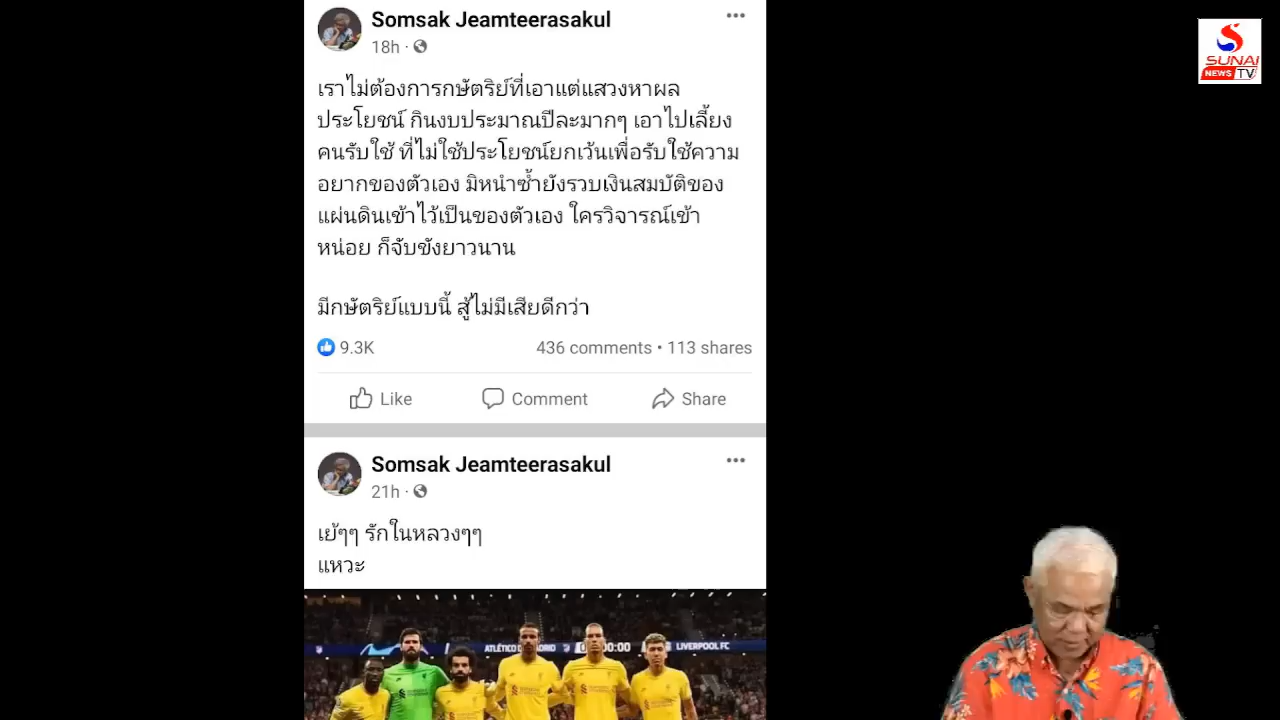 Somsak Jeamteerasakul
18h
เราไม่ต้องการกษัตริย์ที่เอาแต่แสวงหาผล
ประโยชน์ กินงบประมาณปีละมากๆ เอาไปเลี้ยง
คนรับใช้ ที่ไม่ใช้ประโยชน์ยกเว้นเพื่อรับใช้ความ
อยากของตัวเอง มิหนำซ้ำยังรวบเงินสมบัติของ
แผ่นดินเข้าไว้เป็นของตัวเอง ใครวิจารณ์เข้า
หน่อย ก็จับขังยาวนาน
มีกษัตริย์แบบนี้ สู้ไม่มีเสียดีกว่า
9.3K 436 comments • 113 shares
Like Comment Share
Somsak Jeamteerasakul
21h
เย้ๆๆ รักในหลวงๆๆ
แหวะ
ATLÉTICO DE MADRID 00:00 LIVERPOOL FC
SUNAI
NEWS TV